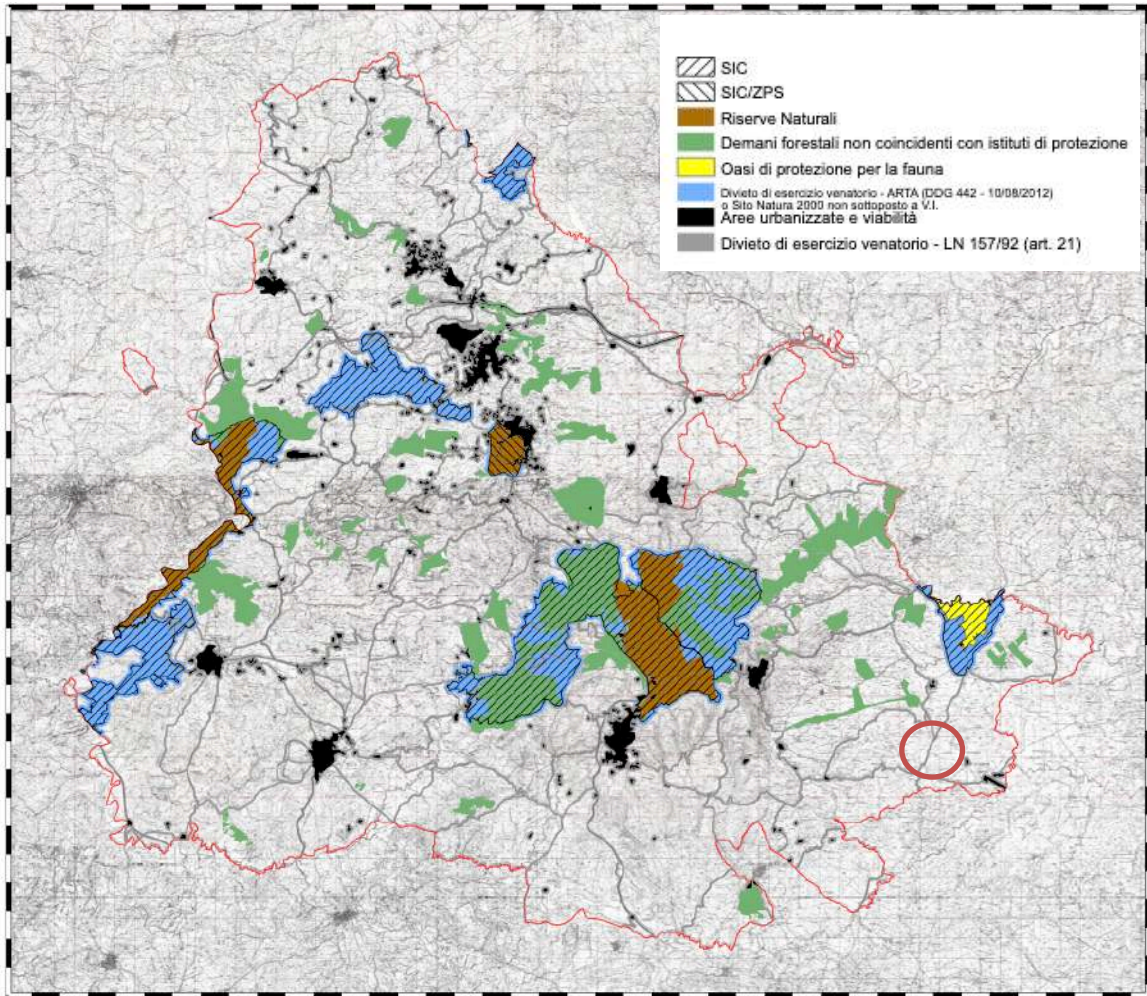 SIC
SIC/ZPS
Riserve Naturali
Demani forestali non coincidenti con istituti di protezione
Oasi di protezione per la fauna
Divieto di esercizio venatorio - ARTA (DDG 442 - 10/08/2012)
o Sito Natura 2000 non sottoposto a V.I.
Aree urbanizzate e viabilità
Divieto di esercizio venatorio - LN 157/92 (art. 21)